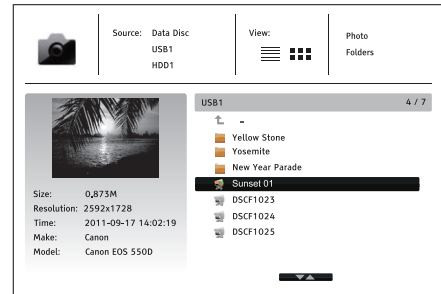 Source: Data Disc
USB1
HDD1
View:
Photo
Folders
Size: 0,873M
Resolution: 2592x1728
Time: 2011-09-17 14:02:19
Make: Canon
Model: Canon EOS 550D
USB1 4 / 7
-
Yellow Stone
Yosemite
New Year Parade
Sunset 01
DSCF1023
DSCF1024
DSCF1025